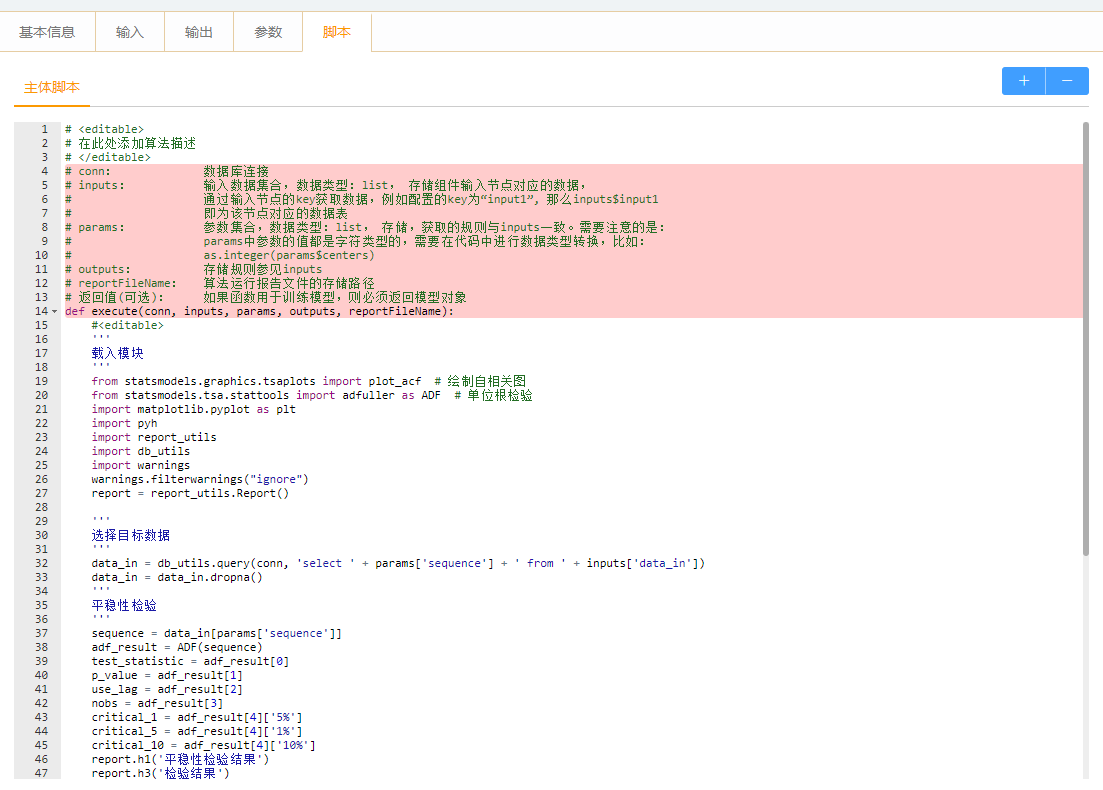 基本信息 输入 输出 参数 脚本
主体脚本 + −
1 # <editable>
2 # 在此处添加算法描述
3 # </editable>
4 # conn: 数据库连接
5 # inputs: 输入数据集合，数据类型：list， 存储组件输入节点对应的数据，
6 # 通过输入节点的key获取数据，例如配置的key为“input1”, 那么inputs$input1
7 # 即为该节点对应的数据表
8 # params: 参数集合，数据类型：list， 存储，获取的规则与inputs一致。需要注意的是：
9 # params中参数的值都是字符类型的，需要在代码中进行数据类型转换，比如：
10 # as.integer(params$centers)
11 # outputs: 存储规则参见inputs
12 # reportFileName: 算法运行报告文件的存储路径
13 # 返回值(可选): 如果函数用于训练模型，则必须返回模型对象
14 def execute(conn, inputs, params, outputs, reportFileName):
15 #<editable>
16 '''
17 载入模块
18 '''
19 from statsmodels.graphics.tsaplots import plot_acf # 绘制自相关图
20 from statsmodels.tsa.stattools import adfuller as ADF # 单位根检验
21 import matplotlib.pyplot as plt
22 import pyh
23 import report_utils
24 import db_utils
25 import warnings
26 warnings.filterwarnings("ignore")
27 report = report_utils.Report()
28
29 '''
30 选择目标数据
31 '''
32 data_in = db_utils.query(conn, 'select ' + params['sequence'] + ' from ' + inputs['data_in'])
33 data_in = data_in.dropna()
34 '''
35 平稳性检验
36 '''
37 sequence = data_in[params['sequence']]
38 adf_result = ADF(sequence)
39 test_statistic = adf_result[0]
40 p_value = adf_result[1]
41 use_lag = adf_result[2]
42 nobs = adf_result[3]
43 critical_1 = adf_result[4]['5%']
44 critical_5 = adf_result[4]['1%']
45 critical_10 = adf_result[4]['10%']
46 report.h1('平稳性检验结果')
47 report.h3('检验结果')